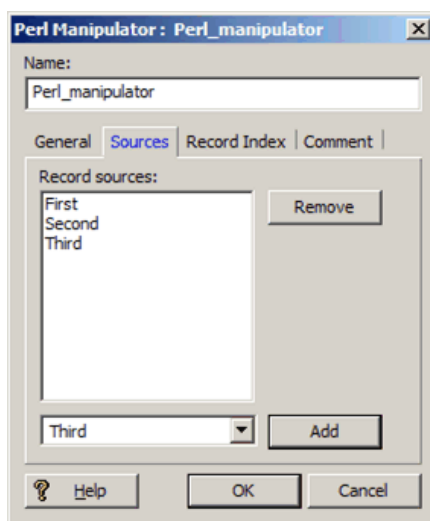 Perl Manipulator : Perl_manipulator
Name:
Perl_manipulator
General Sources Record Index Comment
Record sources:
First
Second
Third
Remove
Third
Add
Help OK Cancel